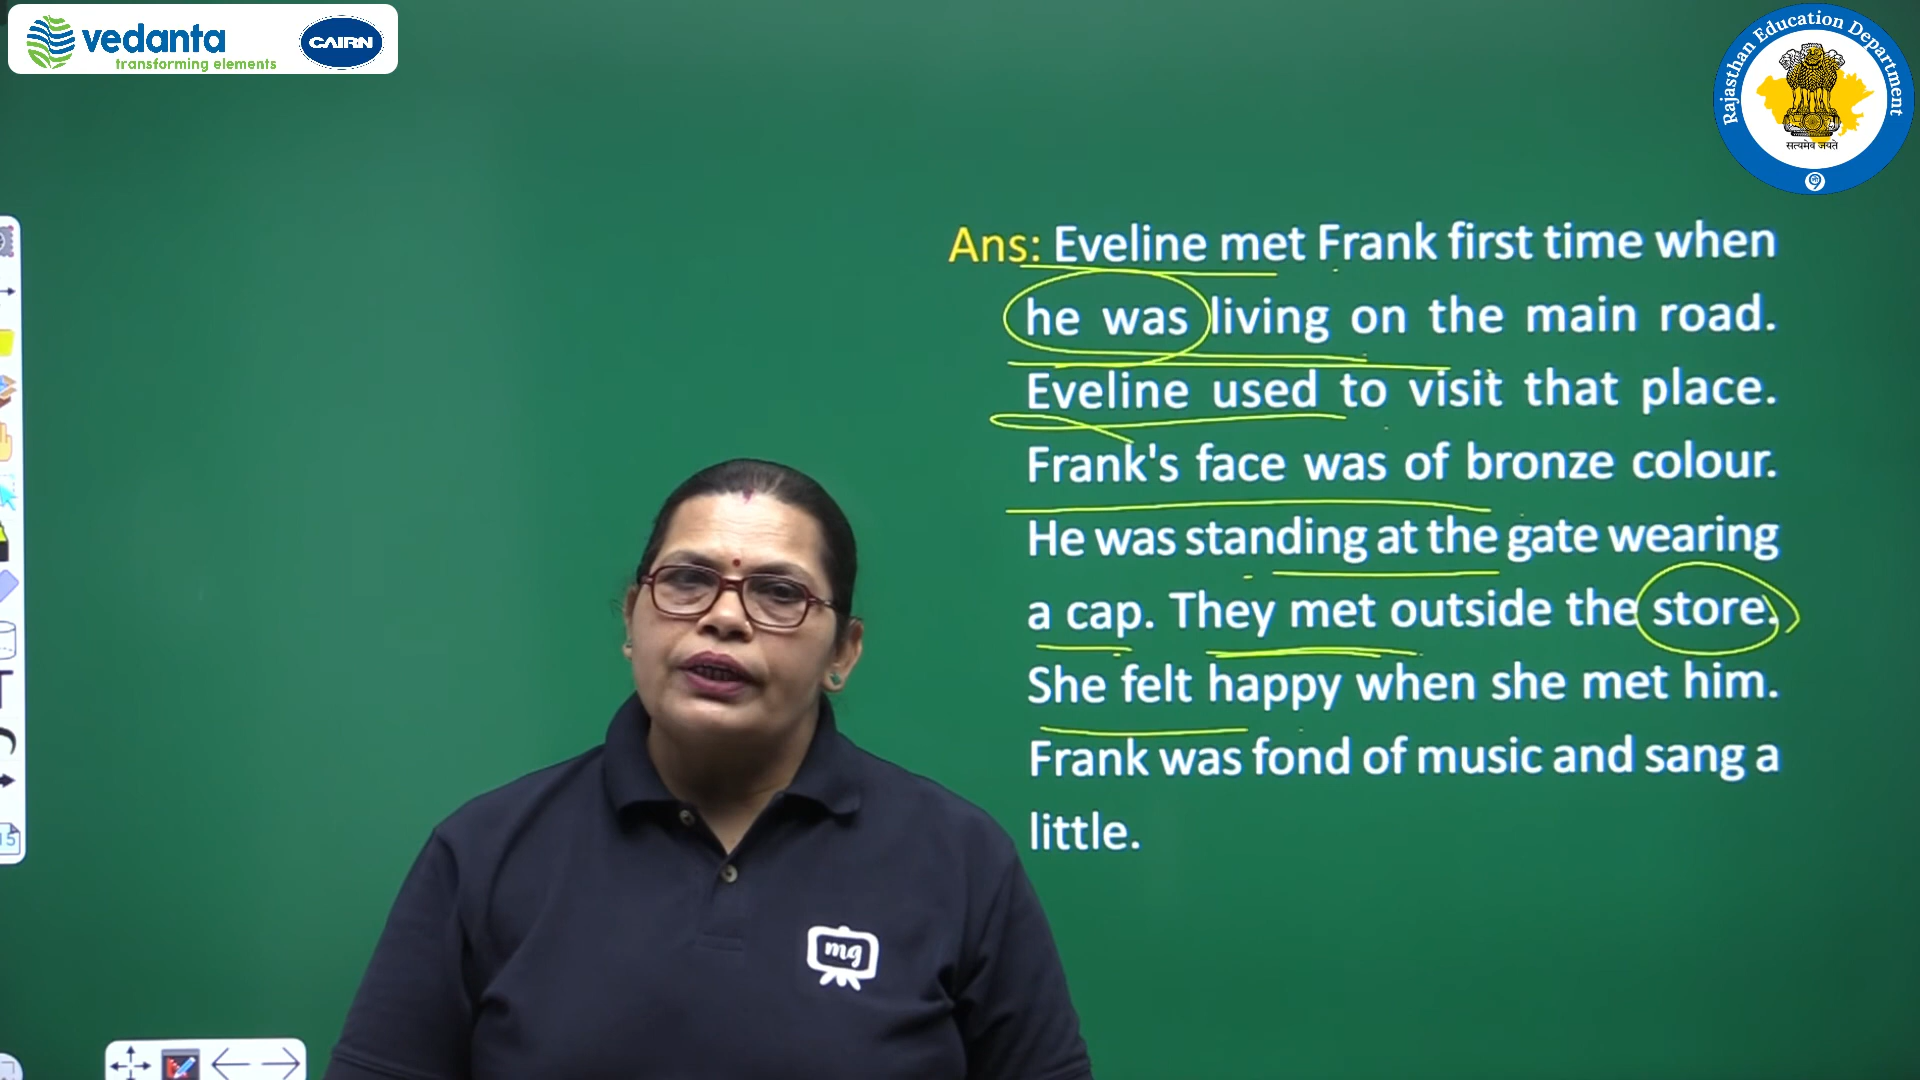 vedanta
transforming elements
CAIRN
Rajasthan Education Department
सत्यमेव जयते
Ans: Eveline met Frank first time when
he was living on the main road.
Eveline used to visit that place.
Frank's face was of bronze colour.
He was standing at the gate wearing
a cap. They met outside the store.
She felt happy when she met him.
Frank was fond of music and sang a
little.
mg
15